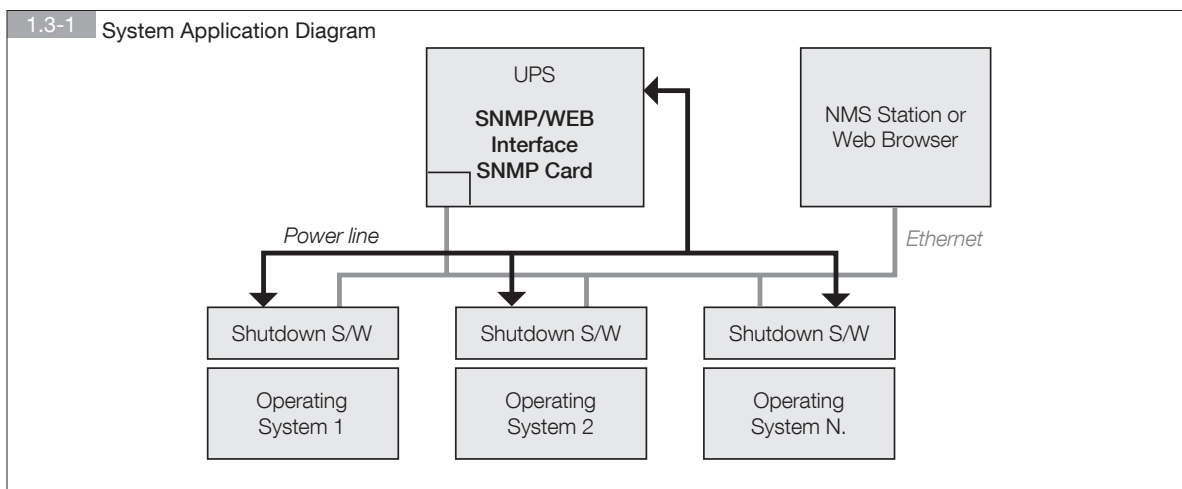 1.3-1 System Application Diagram
UPS
SNMP/WEB
Interface
SNMP Card
NMS Station or
Web Browser
Power line
Ethernet
Shutdown S/W
Shutdown S/W
Shutdown S/W
Operating
System 1
Operating
System 2
Operating
System N.